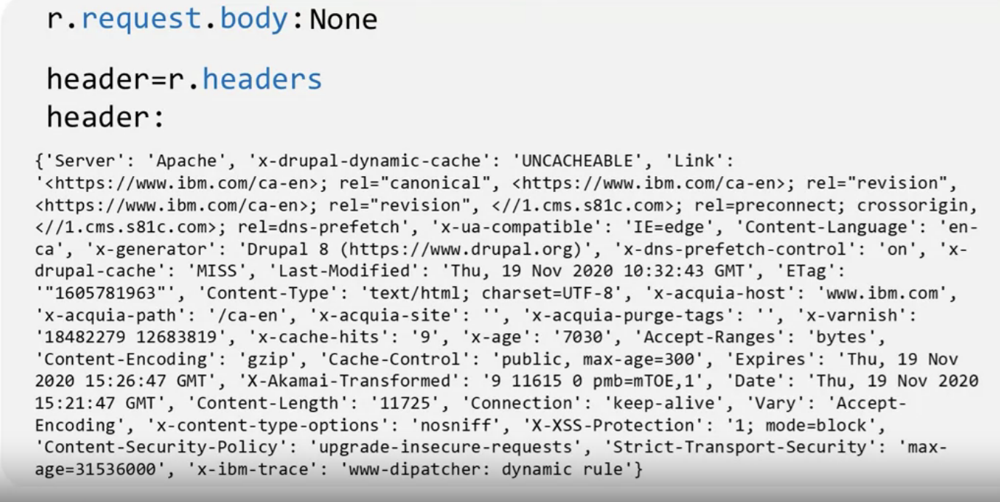 r.request.body:None
header=r.headers
header:
{'Server': 'Apache', 'x-drupal-dynamic-cache': 'UNCACHEABLE', 'Link':
'<https://www.ibm.com/ca-en>; rel="canonical", <https://www.ibm.com/ca-en>; rel="revision",
<https://www.ibm.com/ca-en>; rel="revision", <//1.cms.s81c.com>; rel=preconnect; crossorigin,
<//1.cms.s81c.com>; rel=dns-prefetch', 'x-ua-compatible': 'IE=edge', 'Content-Language': 'en-
ca', 'x-generator': 'Drupal 8 (https://www.drupal.org)', 'x-dns-prefetch-control': 'on', 'x-
drupal-cache': 'MISS', 'Last-Modified': 'Thu, 19 Nov 2020 10:32:43 GMT', 'ETag':
'"1605781963"', 'Content-Type': 'text/html; charset=UTF-8', 'x-acquia-host': 'www.ibm.com',
'x-acquia-path': '/ca-en', 'x-acquia-site': '', 'x-acquia-purge-tags': '', 'x-varnish':
'18482279 12683819', 'x-cache-hits': '9', 'x-age': '7030', 'Accept-Ranges': 'bytes',
'Content-Encoding': 'gzip', 'Cache-Control': 'public, max-age=300', 'Expires': 'Thu, 19 Nov
2020 15:26:47 GMT', 'X-Akamai-Transformed': '9 11615 0 pmb=mTOE,1', 'Date': 'Thu, 19 Nov 2020
15:21:47 GMT', 'Content-Length': '11725', 'Connection': 'keep-alive', 'Vary': 'Accept-
Encoding', 'x-content-type-options': 'nosniff', 'X-XSS-Protection': '1; mode=block',
'Content-Security-Policy': 'upgrade-insecure-requests', 'Strict-Transport-Security': 'max-
age=31536000', 'x-ibm-trace': 'www-dipatcher: dynamic rule'}